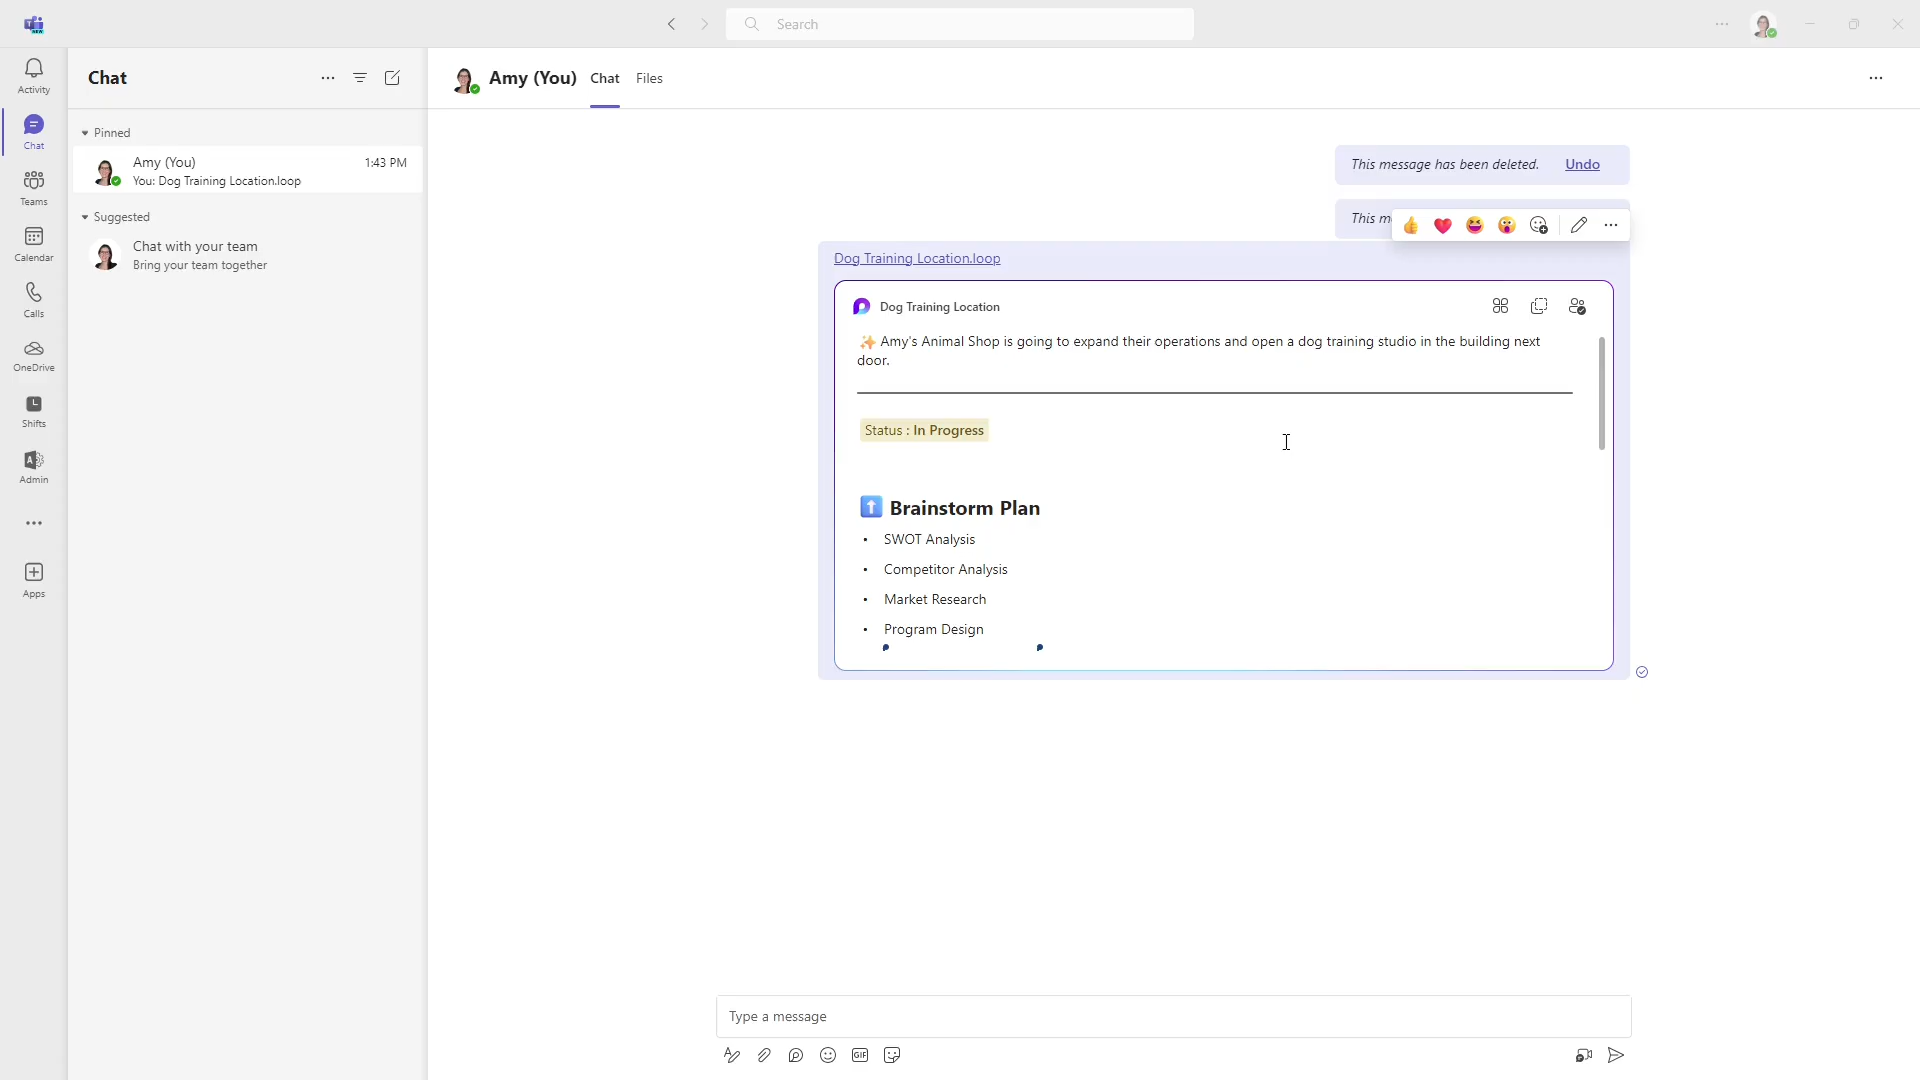 NEW
Search
Activity
Chat
Teams
Calendar
Calls
OneDrive
Shifts
Admin
Apps
Chat
Pinned
Amy (You)
1:43 PM
You: Dog Training Location.loop
Suggested
Chat with your team
Bring your team together
Amy (You)
Chat
Files
This message has been deleted. Undo
This
Dog Training Location.loop
Dog Training Location
✨ Amy's Animal Shop is going to expand their operations and open a dog training studio in the building next
door.
Status : In Progress
⬆️ Brainstorm Plan
• SWOT Analysis
• Competitor Analysis
• Market Research
• Program Design
Type a message
GIF